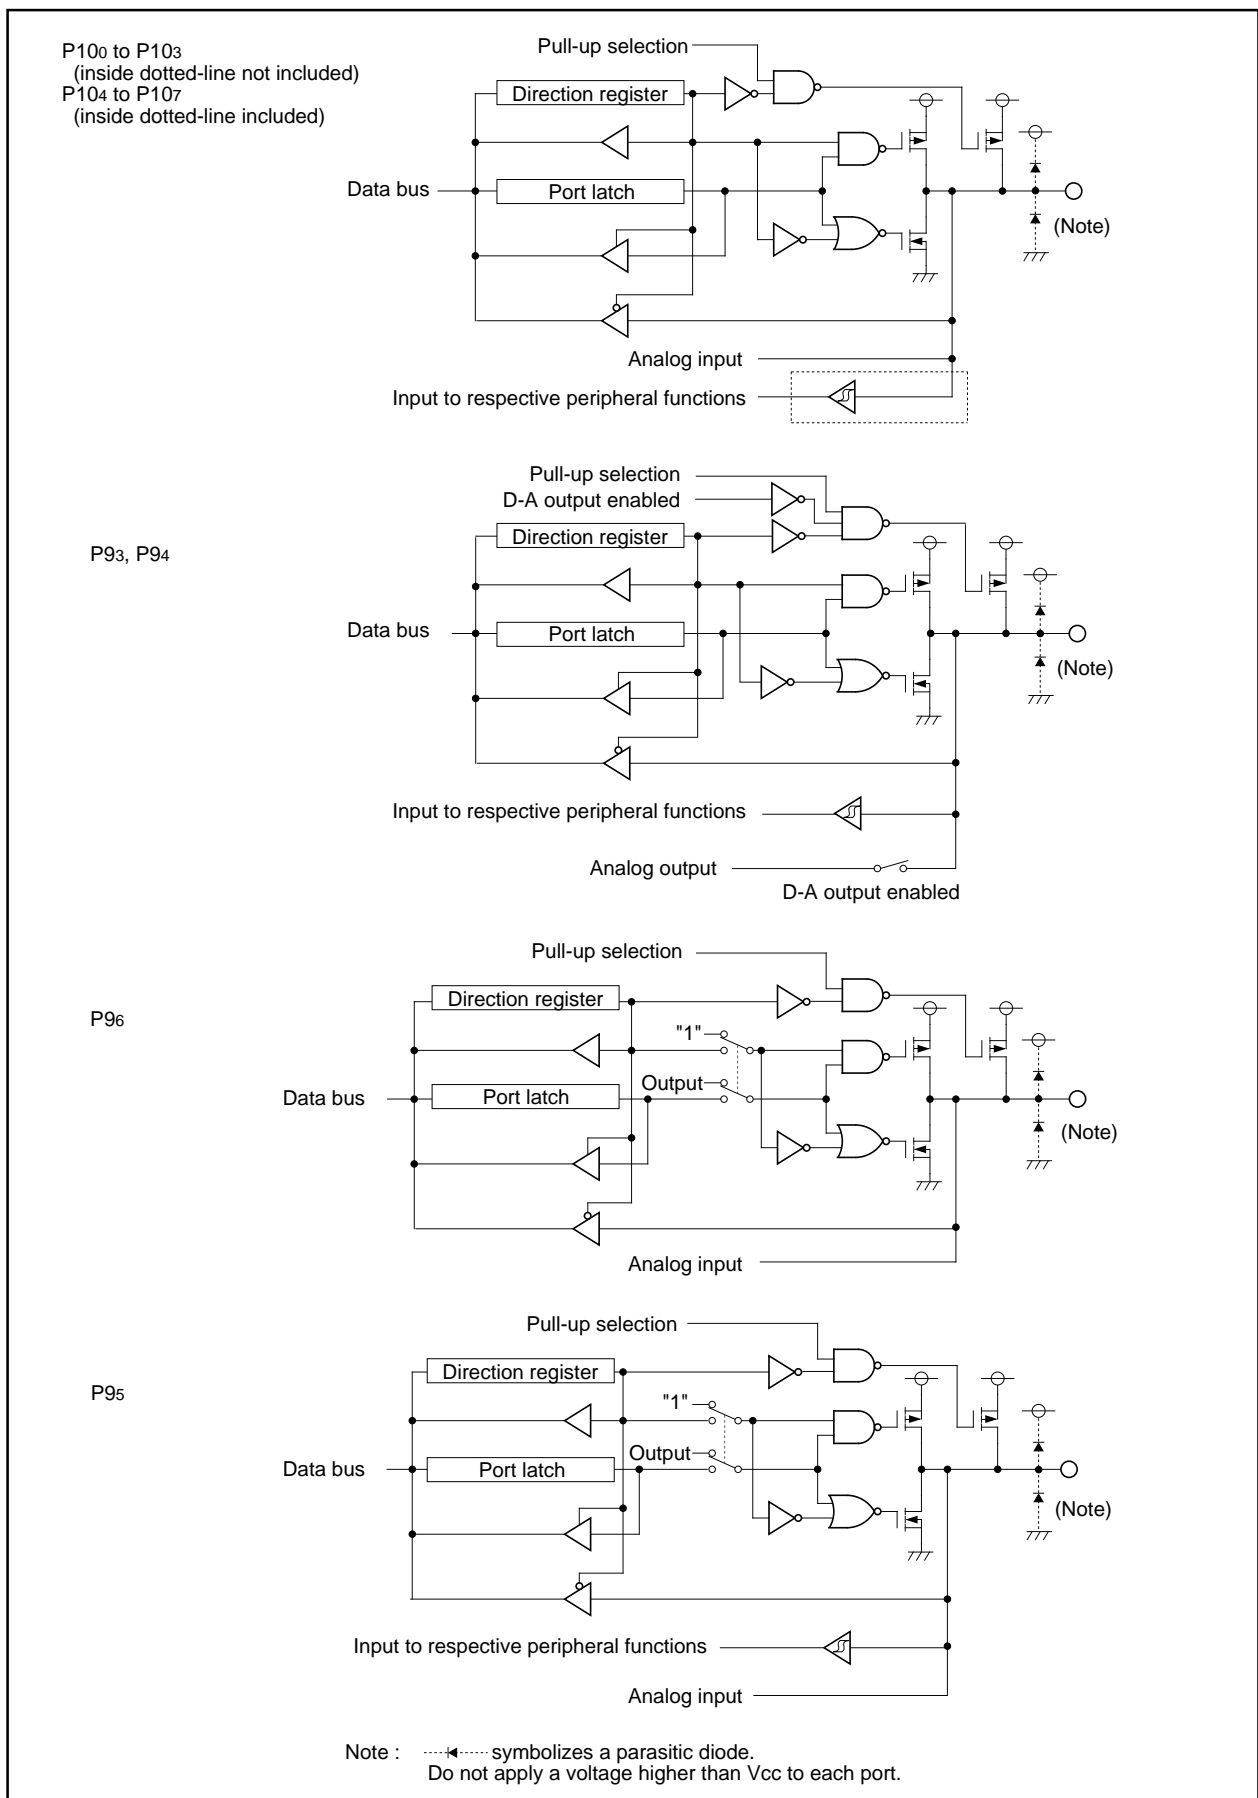 P100 to P103
(inside dotted-line not included)
P104 to P107
(inside dotted-line included)
Pull-up selection
Direction register
Data bus
Port latch
(Note)
Analog input
Input to respective peripheral functions
P93, P94
Pull-up selection
D-A output enabled
Direction register
Data bus
Port latch
(Note)
Input to respective peripheral functions
Analog output
D-A output enabled
P96
Pull-up selection
Direction register
"1"
Output
Data bus
Port latch
(Note)
Analog input
P95
Pull-up selection
Direction register
"1"
Output
Data bus
Port latch
(Note)
Input to respective peripheral functions
Analog input
Note : symbolizes a parasitic diode.
Do not apply a voltage higher than Vcc to each port.